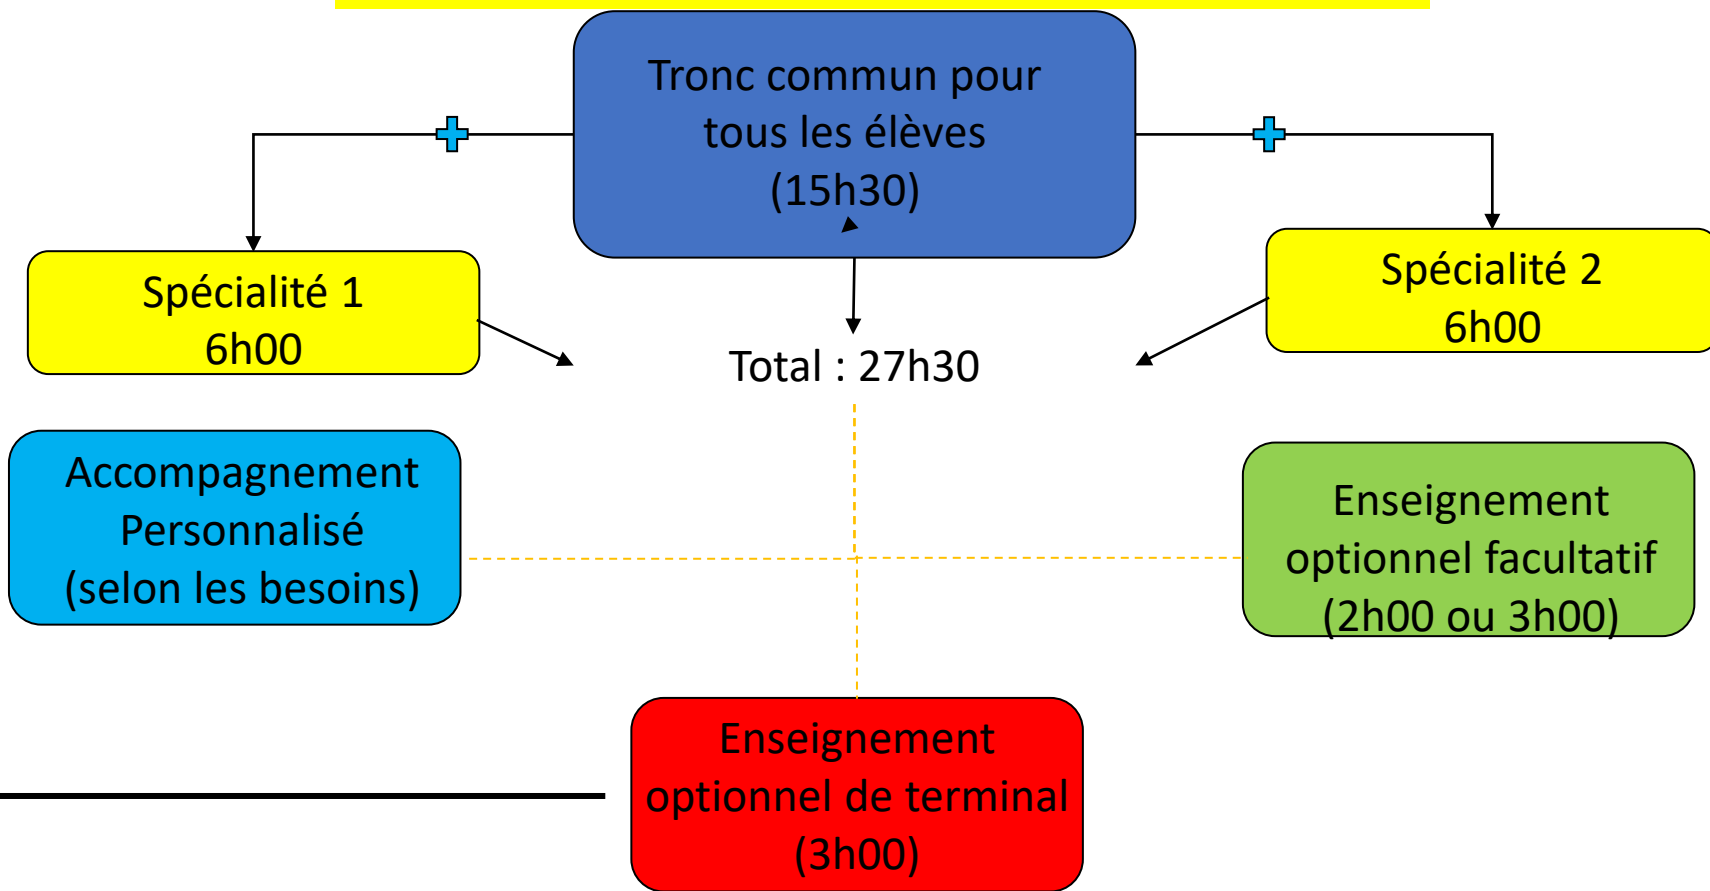 Tronc commun pour
tous les élèves
(15h30)
Spécialité 1
6h00
Spécialité 2
6h00
Total : 27h30
Accompagnement
Personnalisé
(selon les besoins)
Enseignement
optionnel facultatif
(2h00 ou 3h00)
Enseignement
optionnel de terminal
(3h00)